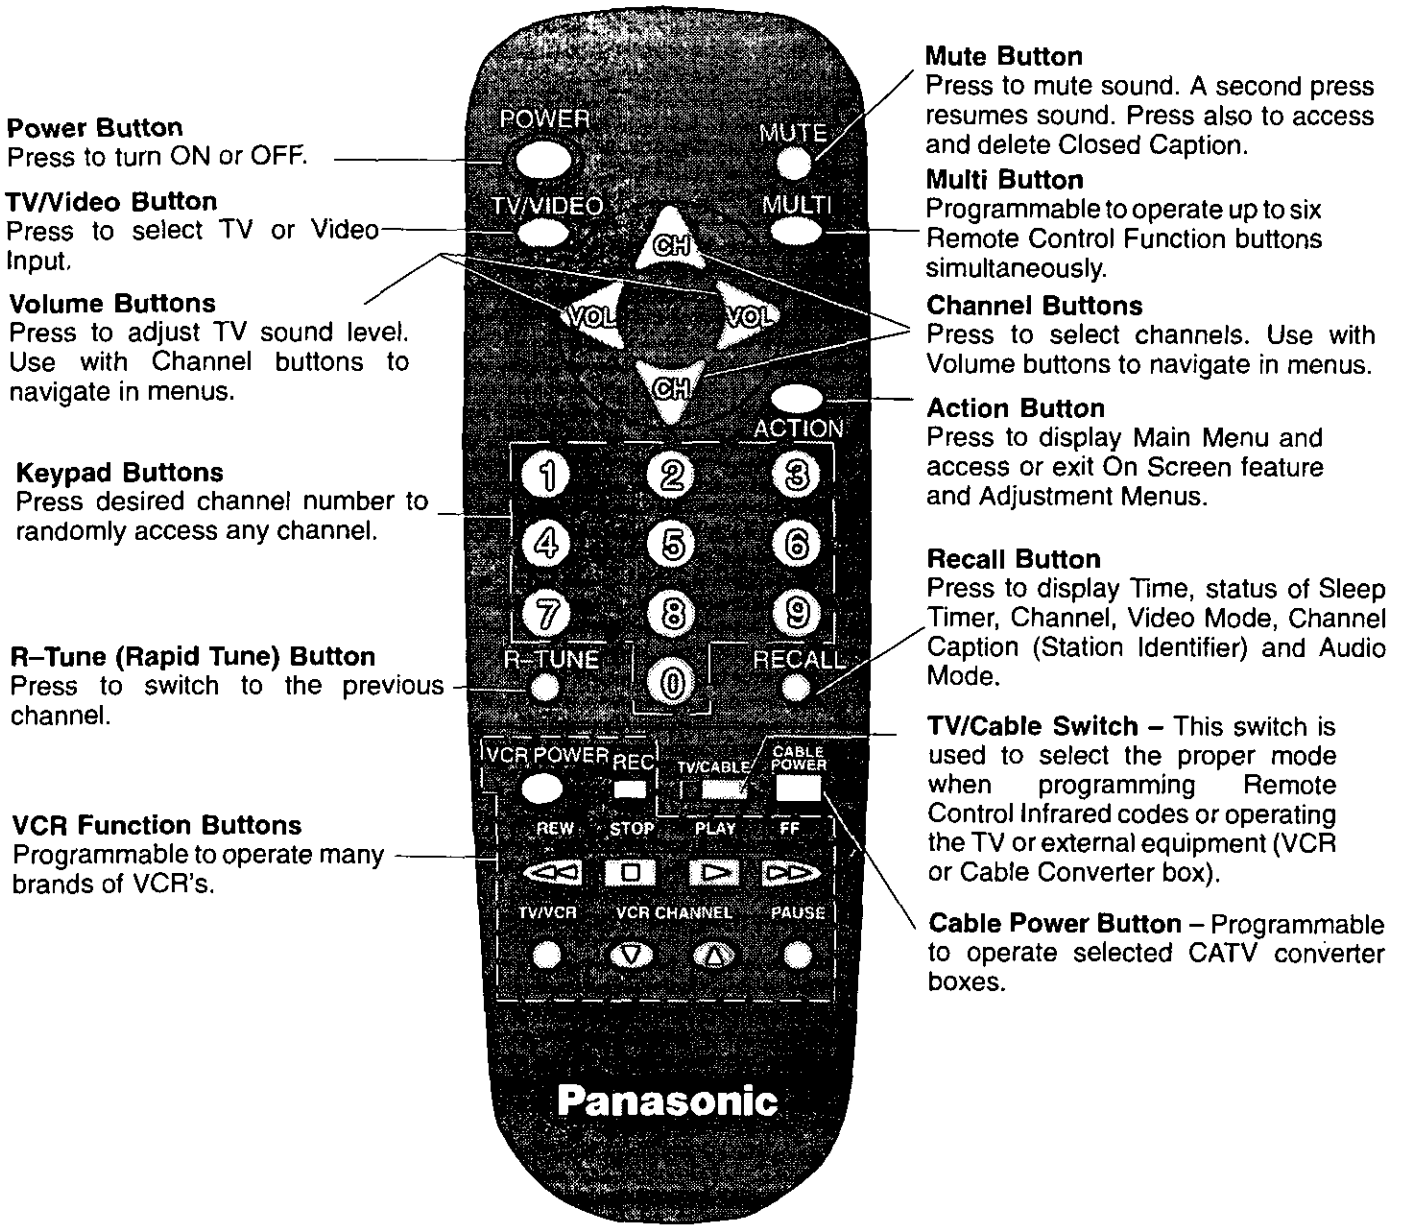 Power Button
Press to turn ON or OFF.
TV/Video Button
Press to select TV or Video
Input.
Volume Buttons
Press to adjust TV sound level.
Use with Channel buttons to
navigate in menus.
Keypad Buttons
Press desired channel number to
randomly access any channel.
R–Tune (Rapid Tune) Button
Press to switch to the previous
channel.
VCR Function Buttons
Programmable to operate many
brands of VCR's.
POWER
MUTE
TV/VIDEO
MULTI
CH
VOL
VOL
CH
ACTION
1
2
3
4
5
6
7
8
9
R–TUNE
0
RECALL
VCR POWER
REC
TV/CABLE
CABLE
POWER
REW
STOP
PLAY
FF
TV/VCR
VCR CHANNEL
PAUSE
Panasonic
Mute Button
Press to mute sound. A second press
resumes sound. Press also to access
and delete Closed Caption.
Multi Button
Programmable to operate up to six
Remote Control Function buttons
simultaneously.
Channel Buttons
Press to select channels. Use with
Volume buttons to navigate in menus.
Action Button
Press to display Main Menu and
access or exit On Screen feature
and Adjustment Menus.
Recall Button
Press to display Time, status of Sleep
Timer, Channel, Video Mode, Channel
Caption (Station Identifier) and Audio
Mode.
TV/Cable Switch – This switch is
used to select the proper mode
when programming Remote
Control Infrared codes or operating
the TV or external equipment (VCR
or Cable Converter box).
Cable Power Button – Programmable
to operate selected CATV converter
boxes.